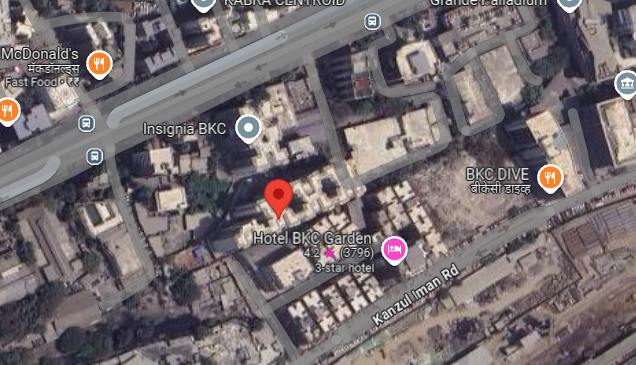 KABRA CENTROID
Grande Palladium
McDonald's
मॅकडोनल्ड्स
Fast Food • ₹₹
Insignia BKC
BKC DIVE
बीकेसी डाइव्ह
Hotel BKC Garden
4.2 ★ (3796)
3-star hotel
Kanzul Iman Rd